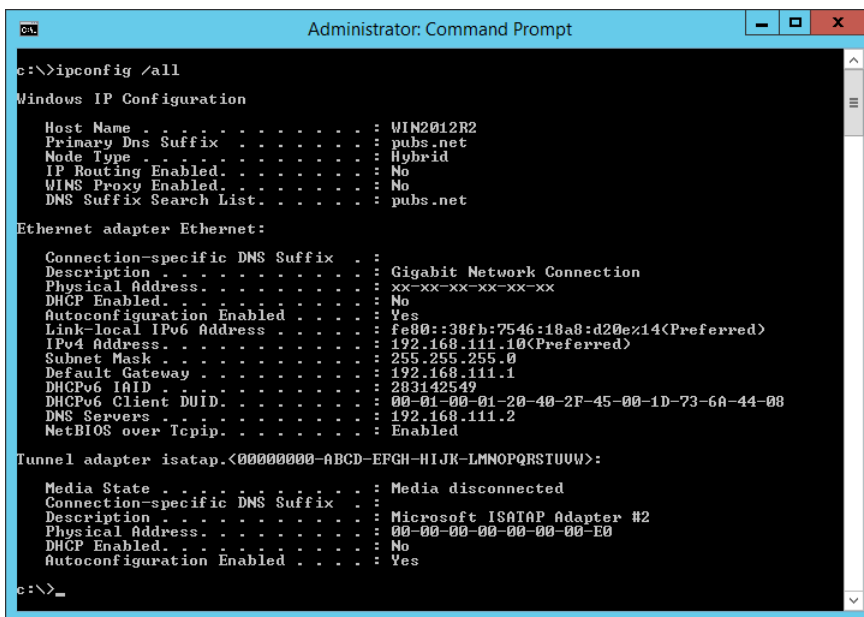 Administrator: Command Prompt
c:\>ipconfig /all
Windows IP Configuration
Host Name . . . . . . . . . . . . : WIN2012R2
Primary Dns Suffix  . . . . . . . : pubs.net
Node Type . . . . . . . . . . . . : Hybrid
IP Routing Enabled. . . . . . . . : No
WINS Proxy Enabled. . . . . . . . : No
DNS Suffix Search List. . . . . . : pubs.net
Ethernet adapter Ethernet:
Connection-specific DNS Suffix  . :
Description . . . . . . . . . . . : Gigabit Network Connection
Physical Address. . . . . . . . . : xx-xx-xx-xx-xx-xx
DHCP Enabled. . . . . . . . . . . : No
Autoconfiguration Enabled . . . . : Yes
Link-local IPv6 Address . . . . . : fe80::38fb:7546:18a8:d20e%14(Preferred)
IPv4 Address. . . . . . . . . . . : 192.168.111.10(Preferred)
Subnet Mask . . . . . . . . . . . : 255.255.255.0
Default Gateway . . . . . . . . . : 192.168.111.1
DHCPv6 IAID . . . . . . . . . . . : 283142549
DHCPv6 Client DUID. . . . . . . . : 00-01-00-01-20-40-2F-45-00-1D-73-6A-44-08
DNS Servers . . . . . . . . . . . : 192.168.111.2
NetBIOS over Tcpip. . . . . . . . : Enabled
Tunnel adapter isatap.<00000000-ABCD-EFGH-HIJK-LMNOPQRSTUVW>:
Media State . . . . . . . . . . . : Media disconnected
Connection-specific DNS Suffix  . :
Description . . . . . . . . . . . : Microsoft ISATAP Adapter #2
Physical Address. . . . . . . . . : 00-00-00-00-00-00-00-E0
DHCP Enabled. . . . . . . . . . . : No
Autoconfiguration Enabled . . . . : Yes
c:\>_